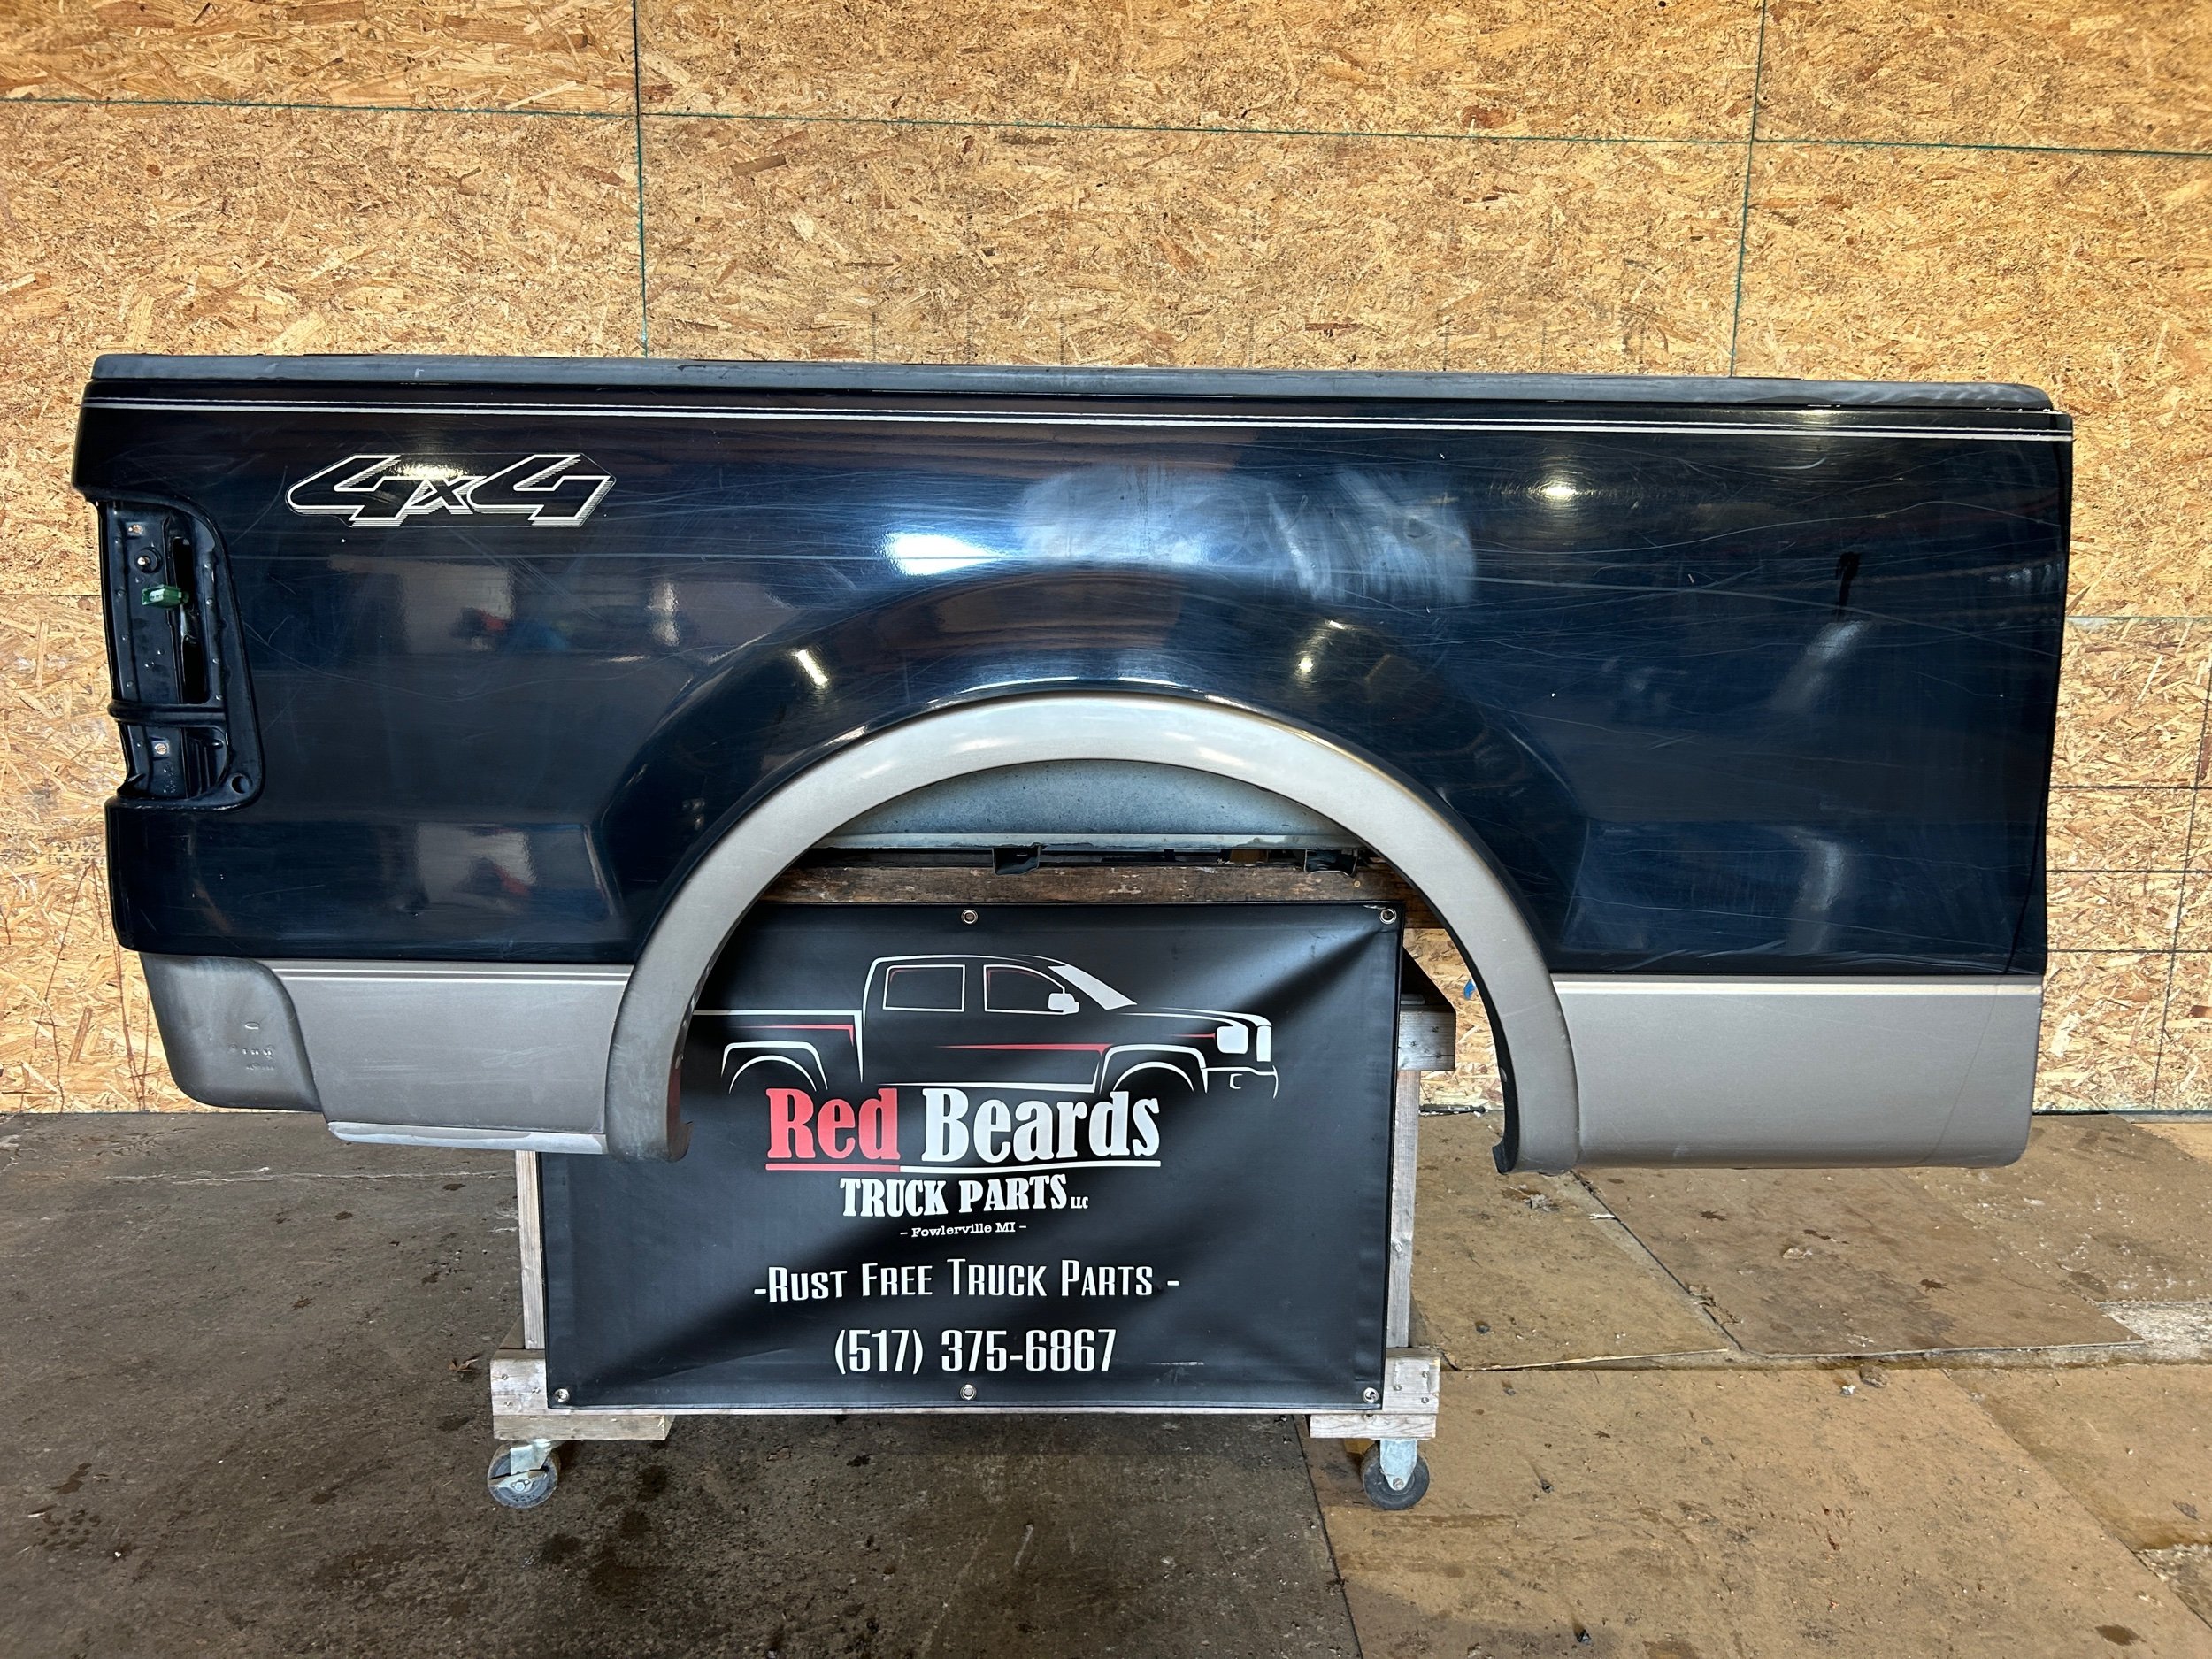 4x4
Red Beards
TRUCK PARTS LLC
- Fowlerville MI -
-RUST FREE TRUCK PARTS -
(517) 375-6867